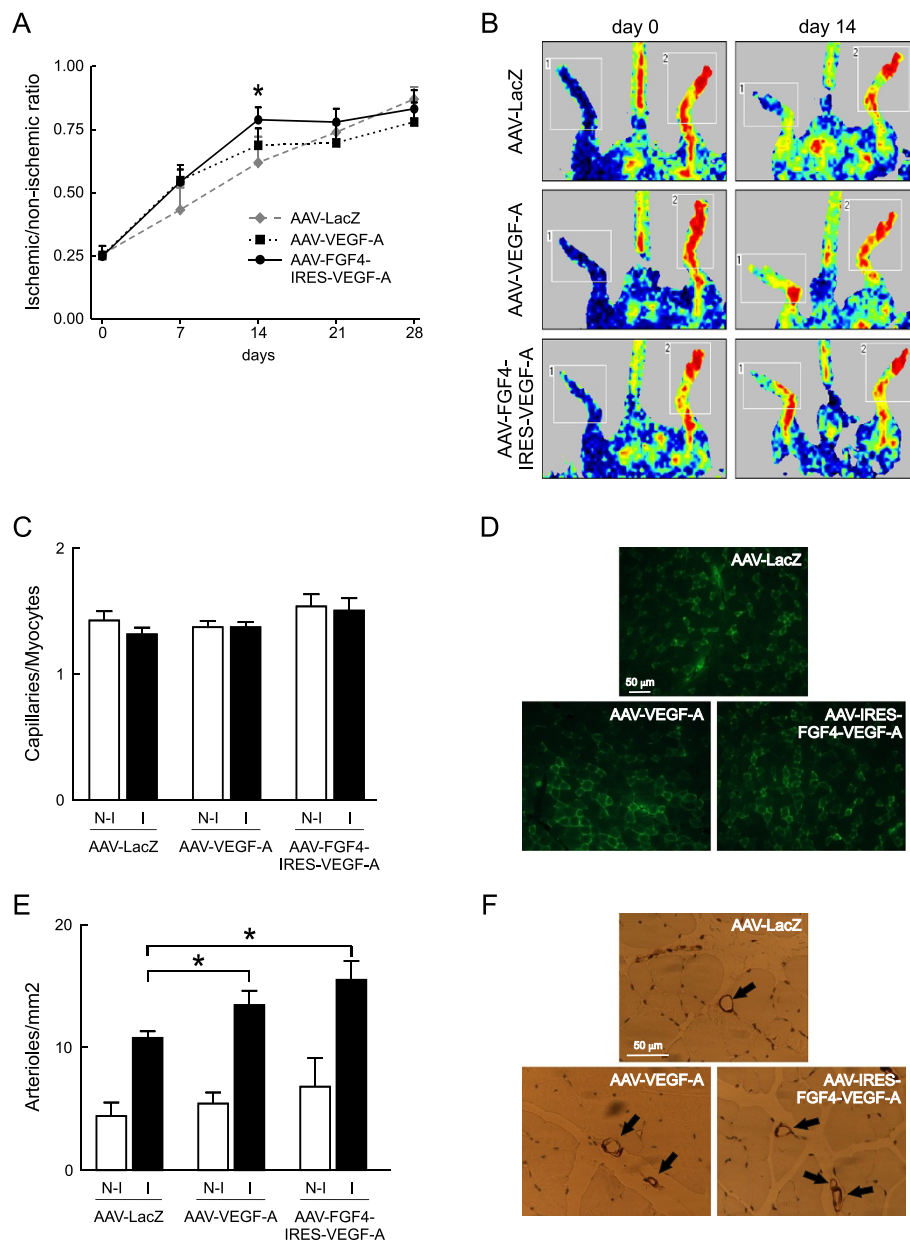 A
1.00
0.75
0.50
0.25
0.00
Ischemic/non-ischemic ratio
*
AAV-LacZ
AAV-VEGF-A
AAV-FGF4-
IRES-VEGF-A
0 7 14 21 28
days
B
day 0 day 14
AAV-LacZ
1 2 1 2
AAV-VEGF-A
1 2 1 2
AAV-FGF4-
IRES-VEGF-A
1 2 1 2
C
2
1
0
Capillaries/Myocytes
N-I I N-I I N-I I
AAV-LacZ AAV-VEGF-A AAV-FGF4-
IRES-VEGF-A
D
AAV-LacZ
50 µm
AAV-VEGF-A
AAV-IRES-
FGF4-VEGF-A
E
20
10
0
Arterioles/mm2
*
*
N-I I N-I I N-I I
AAV-LacZ AAV-VEGF-A AAV-FGF4-
IRES-VEGF-A
F
AAV-LacZ
50 µm
AAV-VEGF-A
AAV-IRES-
FGF4-VEGF-A